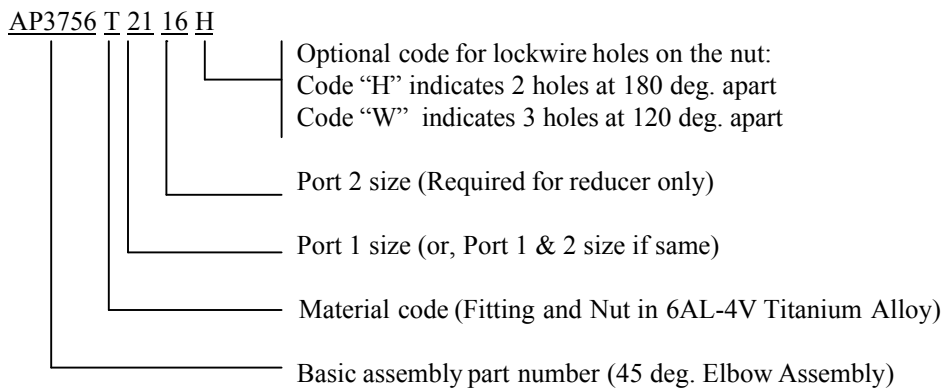 AP3756 T 21 16 H
Optional code for lockwire holes on the nut:
Code “H” indicates 2 holes at 180 deg. apart
Code “W” indicates 3 holes at 120 deg. apart
Port 2 size (Required for reducer only)
Port 1 size (or, Port 1 & 2 size if same)
Material code (Fitting and Nut in 6AL-4V Titanium Alloy)
Basic assembly part number (45 deg. Elbow Assembly)